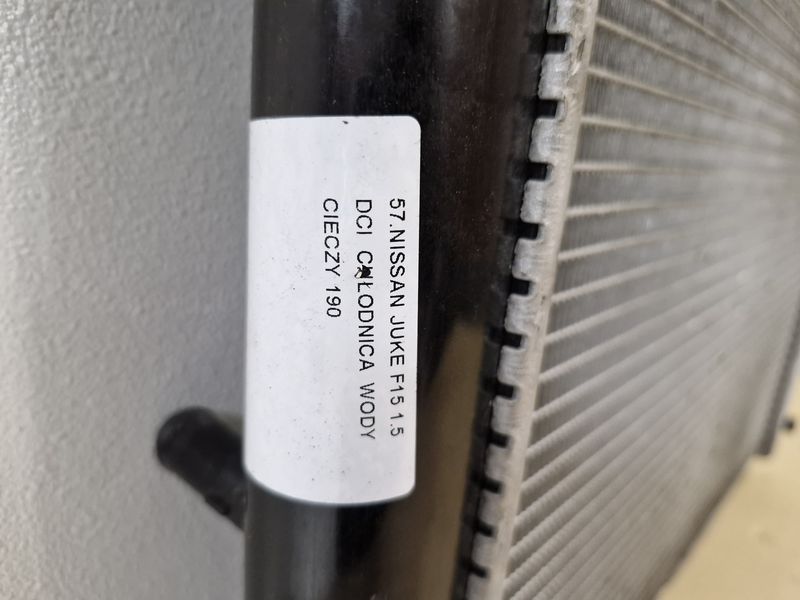 57.NISSAN JUKE F15 1.5
DCI CHŁODNICA WODY
CIECZY 190